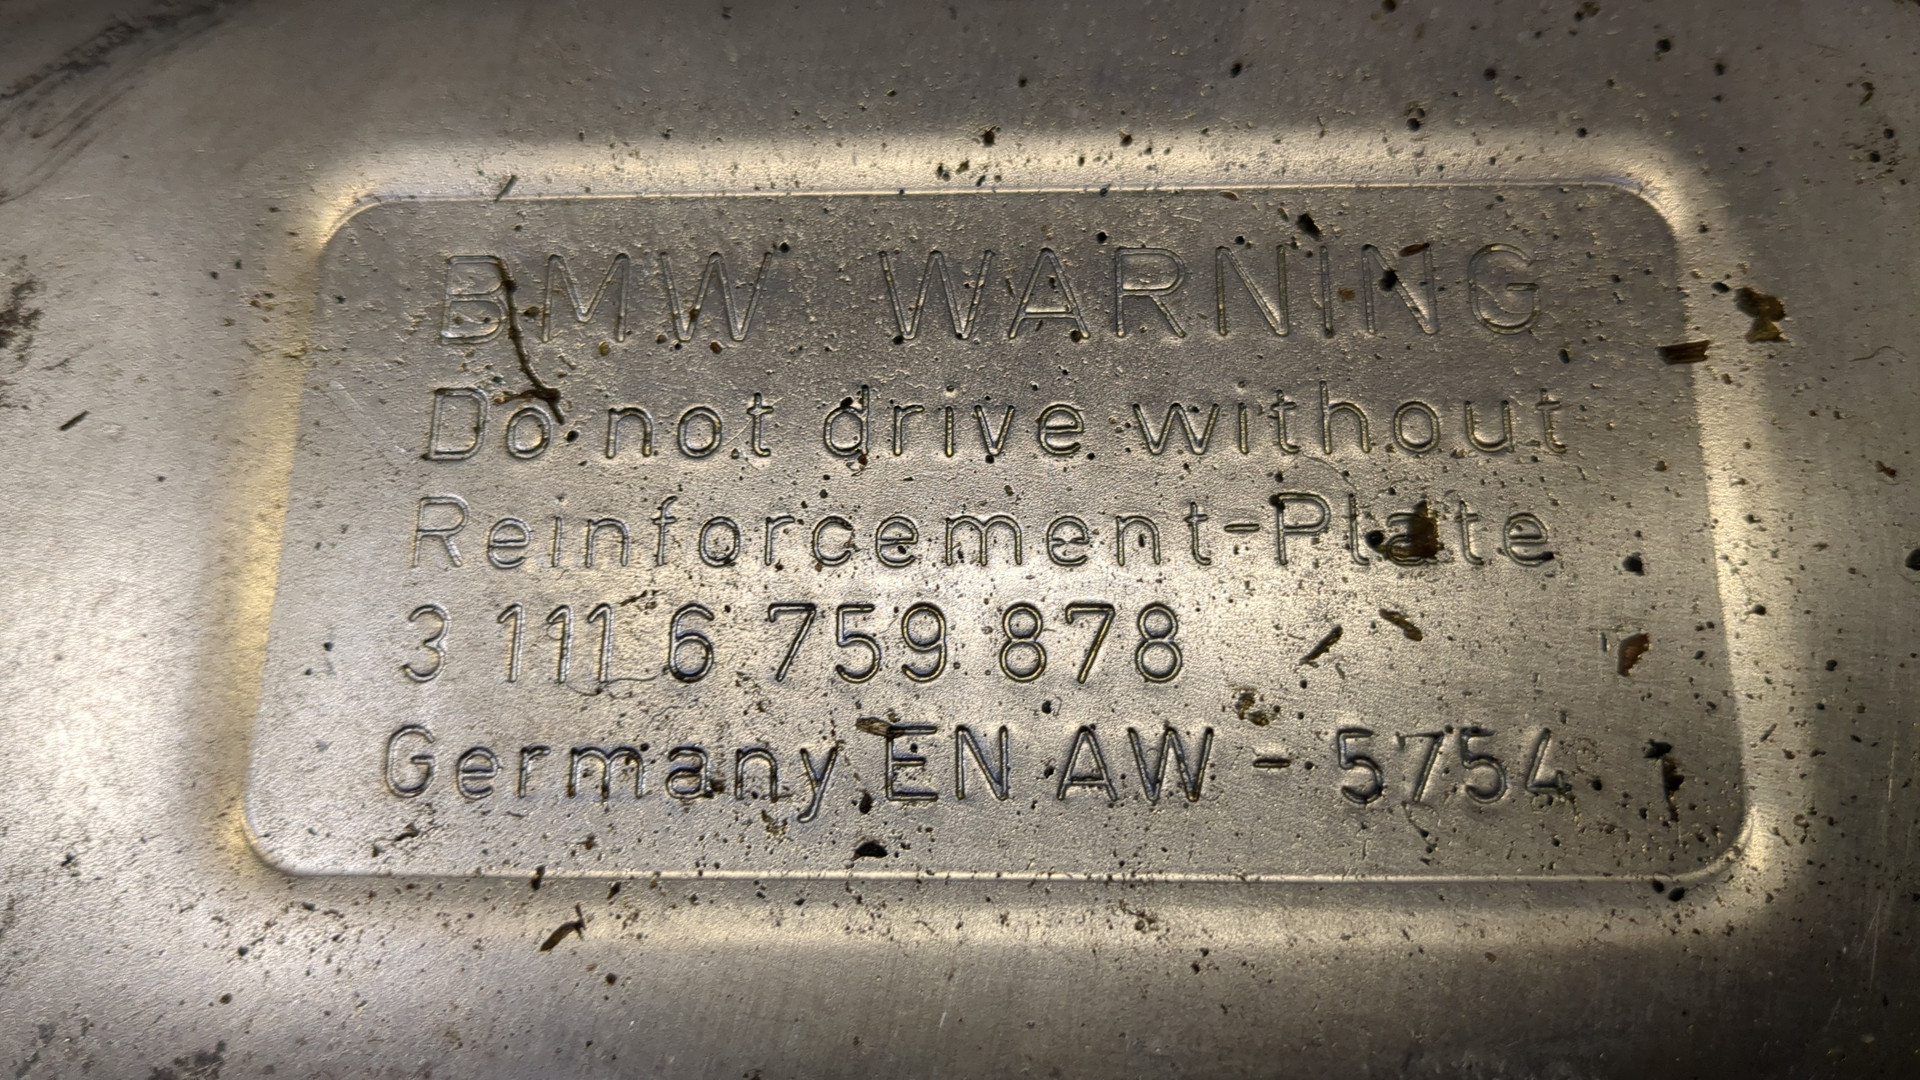 BMW WARNING
Do not drive without
Reinforcement-Plate
3 111 6 759 878
Germany EN AW - 5754